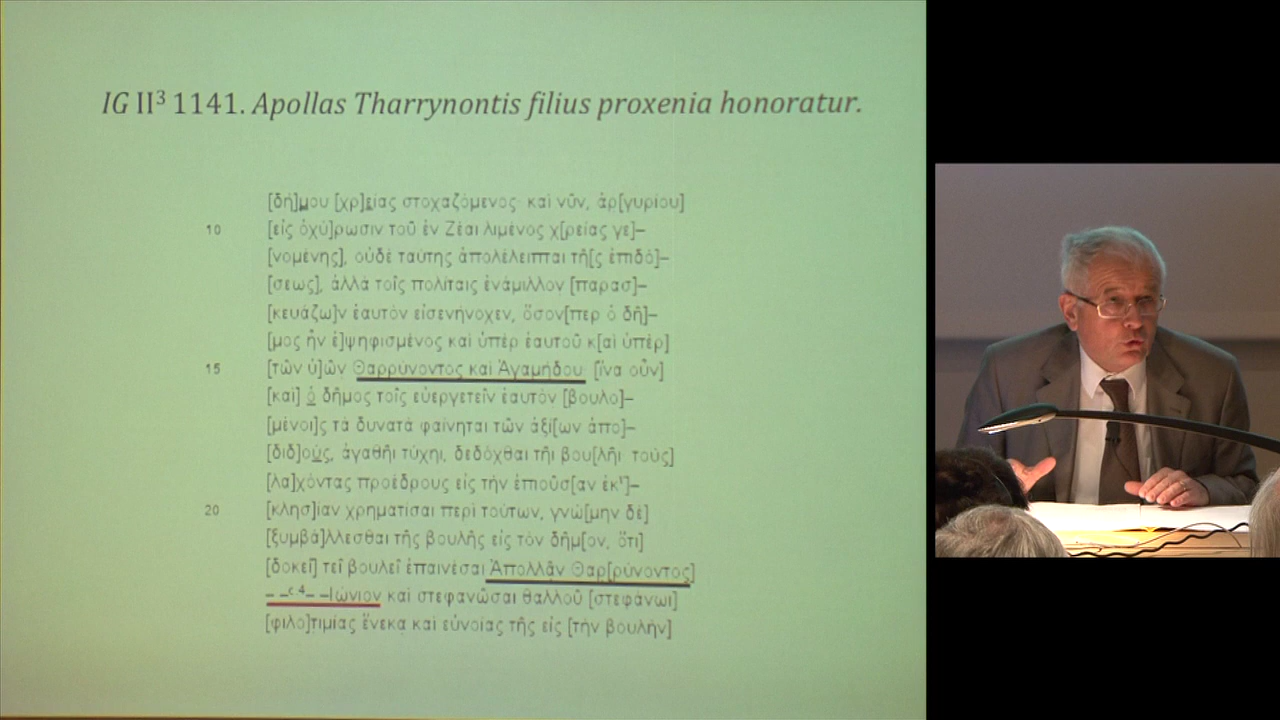 IG II³ 1141. Apollas Tharrynontis filius proxenia honoratur.
[δή]μου [χρ]είας στοχαζόμενος· καὶ νῦν, ἀρ[γυρίου]
10 [εἰς ὀχύ]ρωσιν τοῦ ἐν Ζέαι λιμένος χ[ρείας γε]–
[νομένης], οὐδὲ ταύτης ἀπολέλειπται τῆ[ς ἐπιδό]–
[σεως], ἀλλὰ τοῖς πολίταις ἐνάμιλλον [παρασ]–
[κευάζω]ν ἑαυτὸν εἰσενήνοχεν, ὅσον[περ ὁ δῆ]–
[μος ἦν ἐ]ψηφισμένος καὶ ὑπὲρ ἑαυτοῦ κ[αὶ ὑπὲρ]
15 [τῶν ὑ]ῶν Θαρρύνοντος καὶ Ἀγαμήδου· [ἵνα οὖν]
[καὶ] ὁ δῆμος τοῖς εὐεργετεῖν ἑαυτὸν [βουλο]–
[μένοι]ς τὰ δυνατὰ φαίνηται τῶν ἀξί[ων ἀπο]–
[διδ]οὺς, ἀγαθῆι τύχηι, δεδόχθαι τῆι βου[λῆι τοὺς]
[λα]χόντας προέδρους εἰς τὴν ἐπιοῦσ[αν ἐκ']–
20 [κλησ]ίαν χρηματίσαι περὶ τούτων, γνώ[μην δὲ]
[ξυμβά]λλεσθαι τῆς βουλῆς εἰς τὸν δῆμ[ον, ὅτι]
[δοκεῖ] τεῖ βουλεῖ ἐπαινέσαι Ἀπολλᾶν Θαρ[ρύνοντος]
– –c.4– –Ιώνιον καὶ στεφανῶσαι θαλλοῦ [στεφάνωι]
[φιλο]τιμίας ἕνεκα καὶ εὐνοίας τῆς εἰς [τὴν βουλὴν]